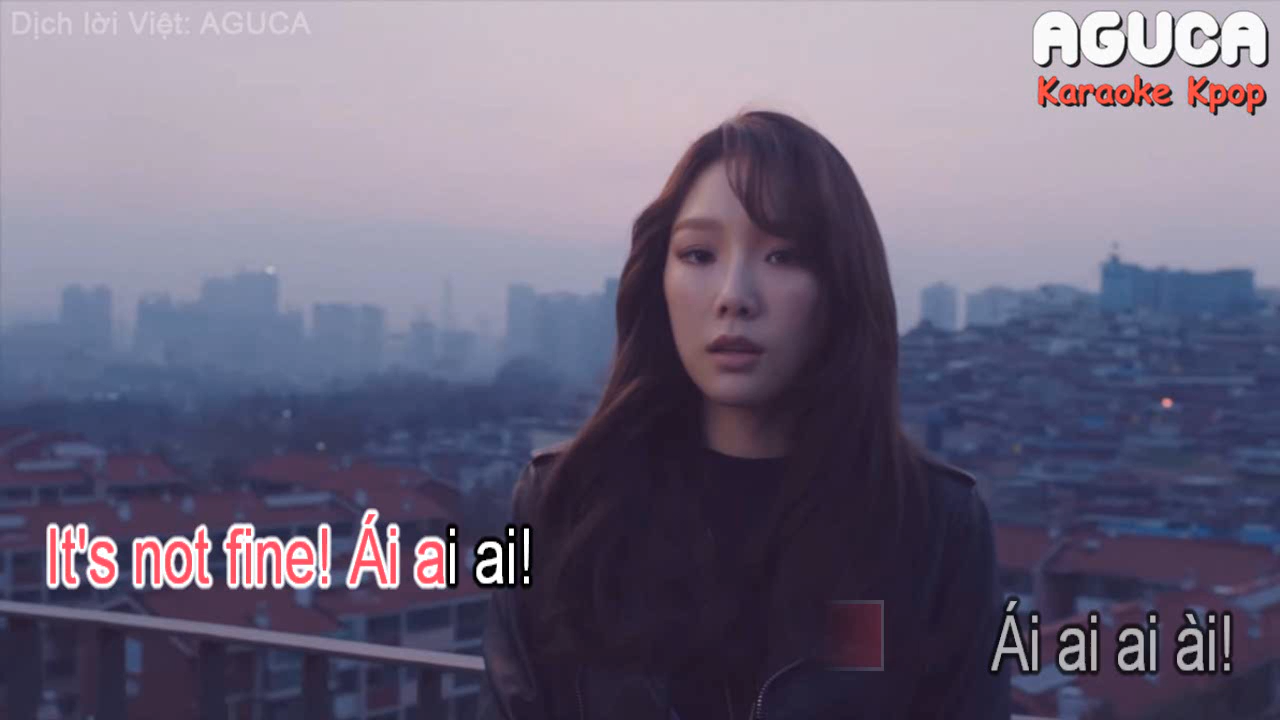 Dịch lời Việt: AGUCA
AGUCA
Karaoke Kpop
It's not fine! Ái ai ai!
Ái ai ai ài!